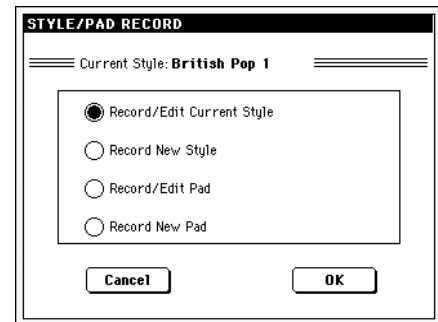 STYLE/PAD RECORD
Current Style: British Pop 1
Record/Edit Current Style
Record New Style
Record/Edit Pad
Record New Pad
Cancel OK